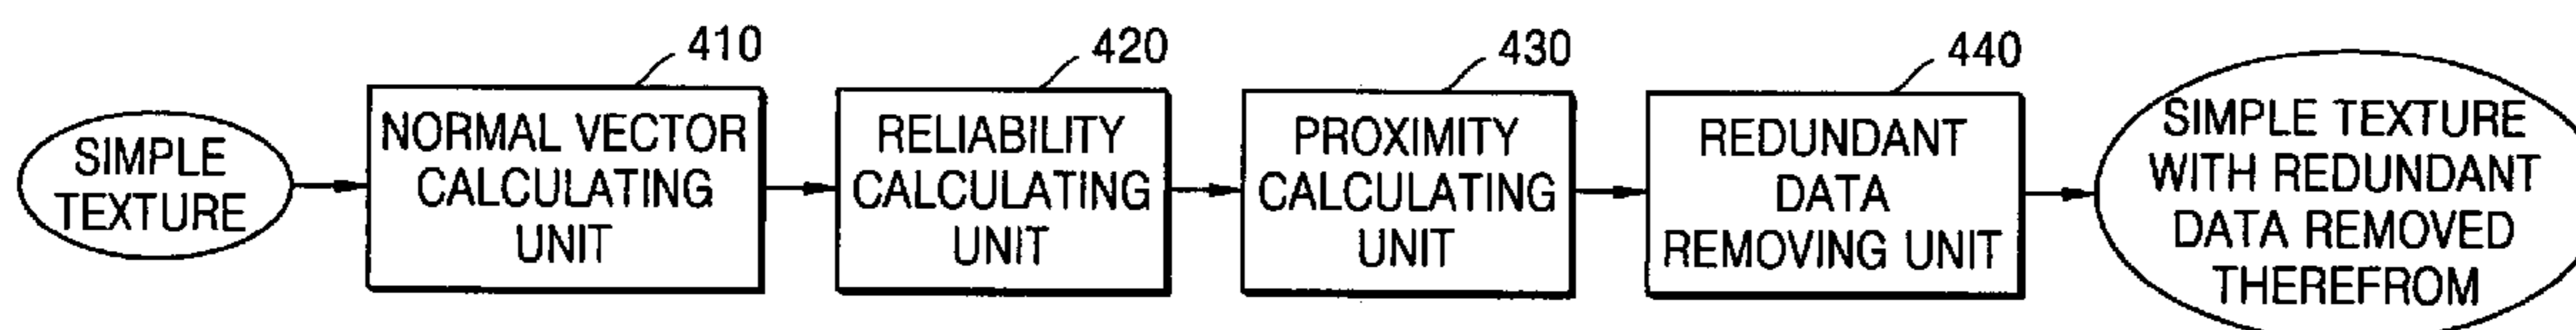 410
420
430
440
SIMPLE
TEXTURE
NORMAL VECTOR
CALCULATING
UNIT
RELIABILITY
CALCULATING
UNIT
PROXIMITY
CALCULATING
UNIT
REDUNDANT
DATA
REMOVING UNIT
SIMPLE TEXTURE
WITH REDUNDANT
DATA REMOVED
THEREFROM